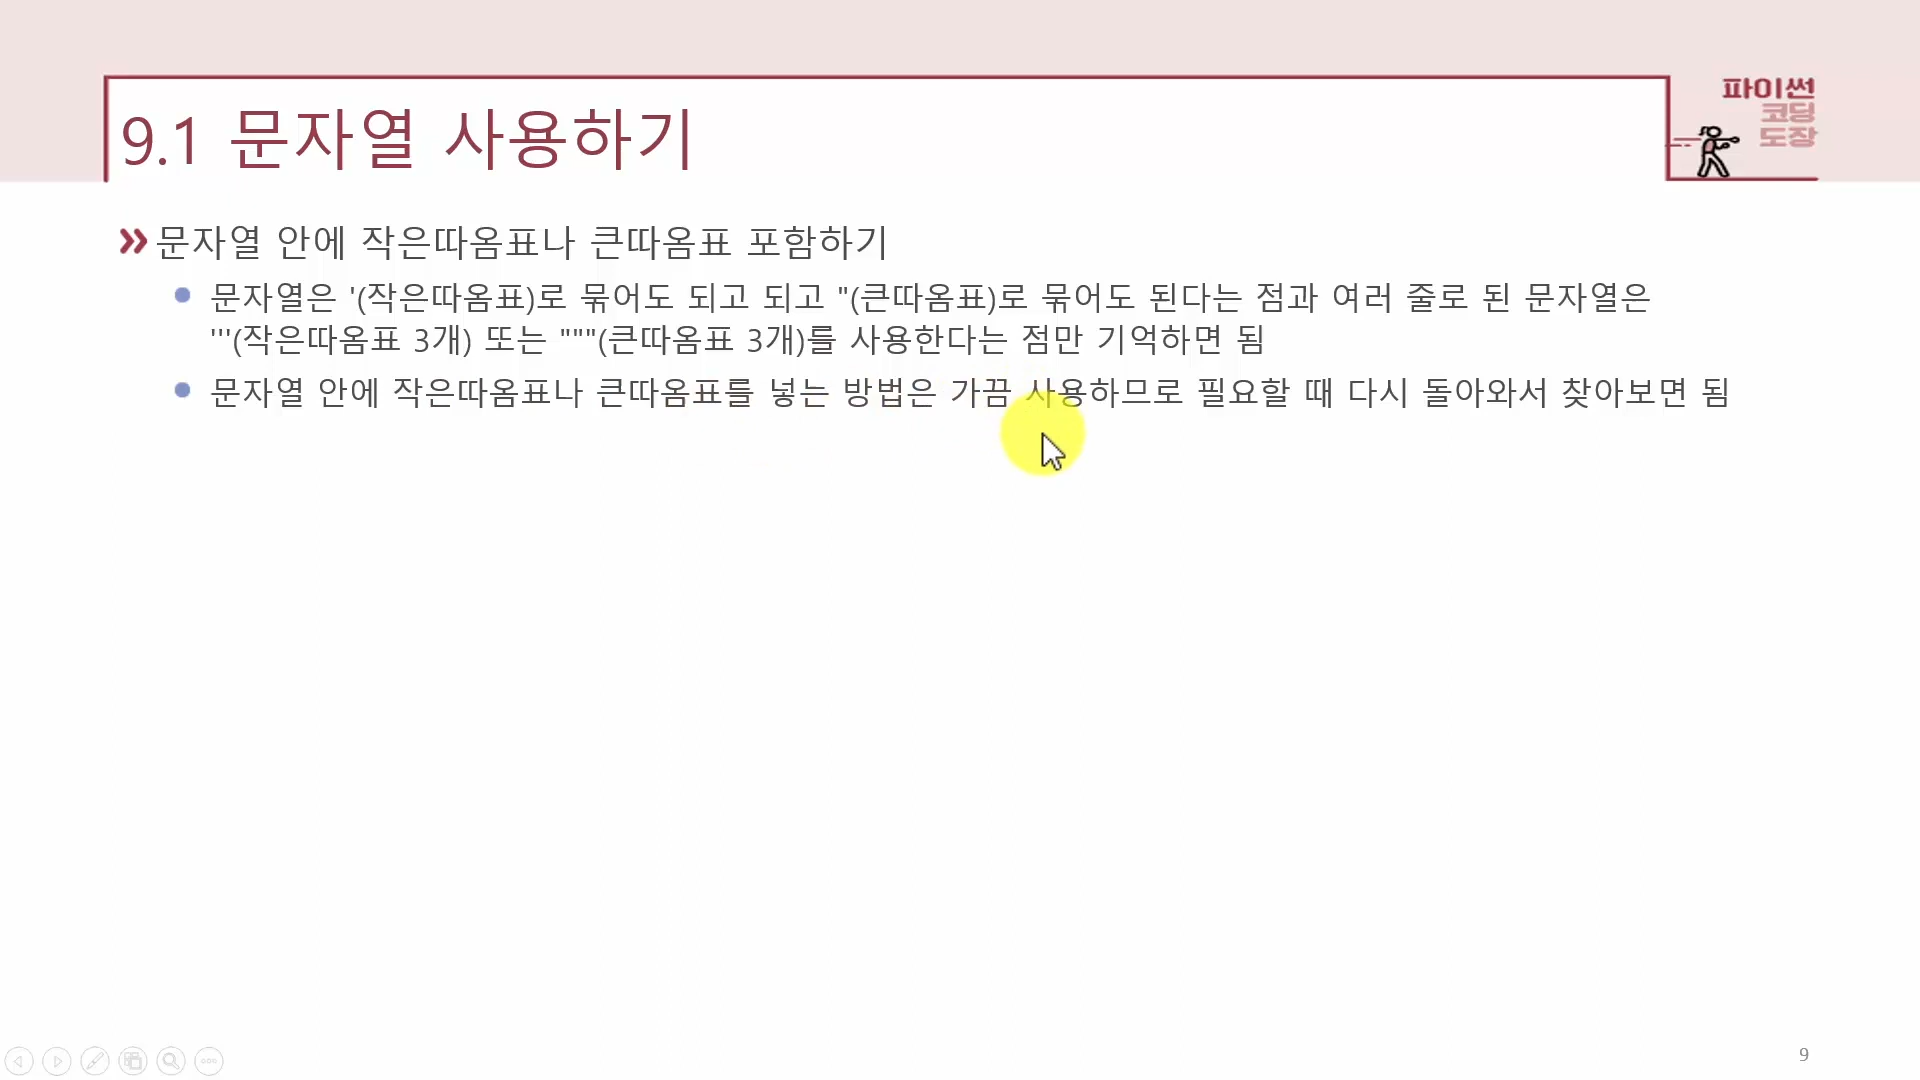 9.1 문자열 사용하기
파이썬
코딩
도장
문자열 안에 작은따옴표나 큰따옴표 포함하기
문자열은 '(작은따옴표)로 묶어도 되고 되고 "(큰따옴표)로 묶어도 된다는 점과 여러 줄로 된 문자열은
'''(작은따옴표 3개) 또는 """(큰따옴표 3개)를 사용한다는 점만 기억하면 됨
문자열 안에 작은따옴표나 큰따옴표를 넣는 방법은 가끔 사용하므로 필요할 때 다시 돌아와서 찾아보면 됨
9